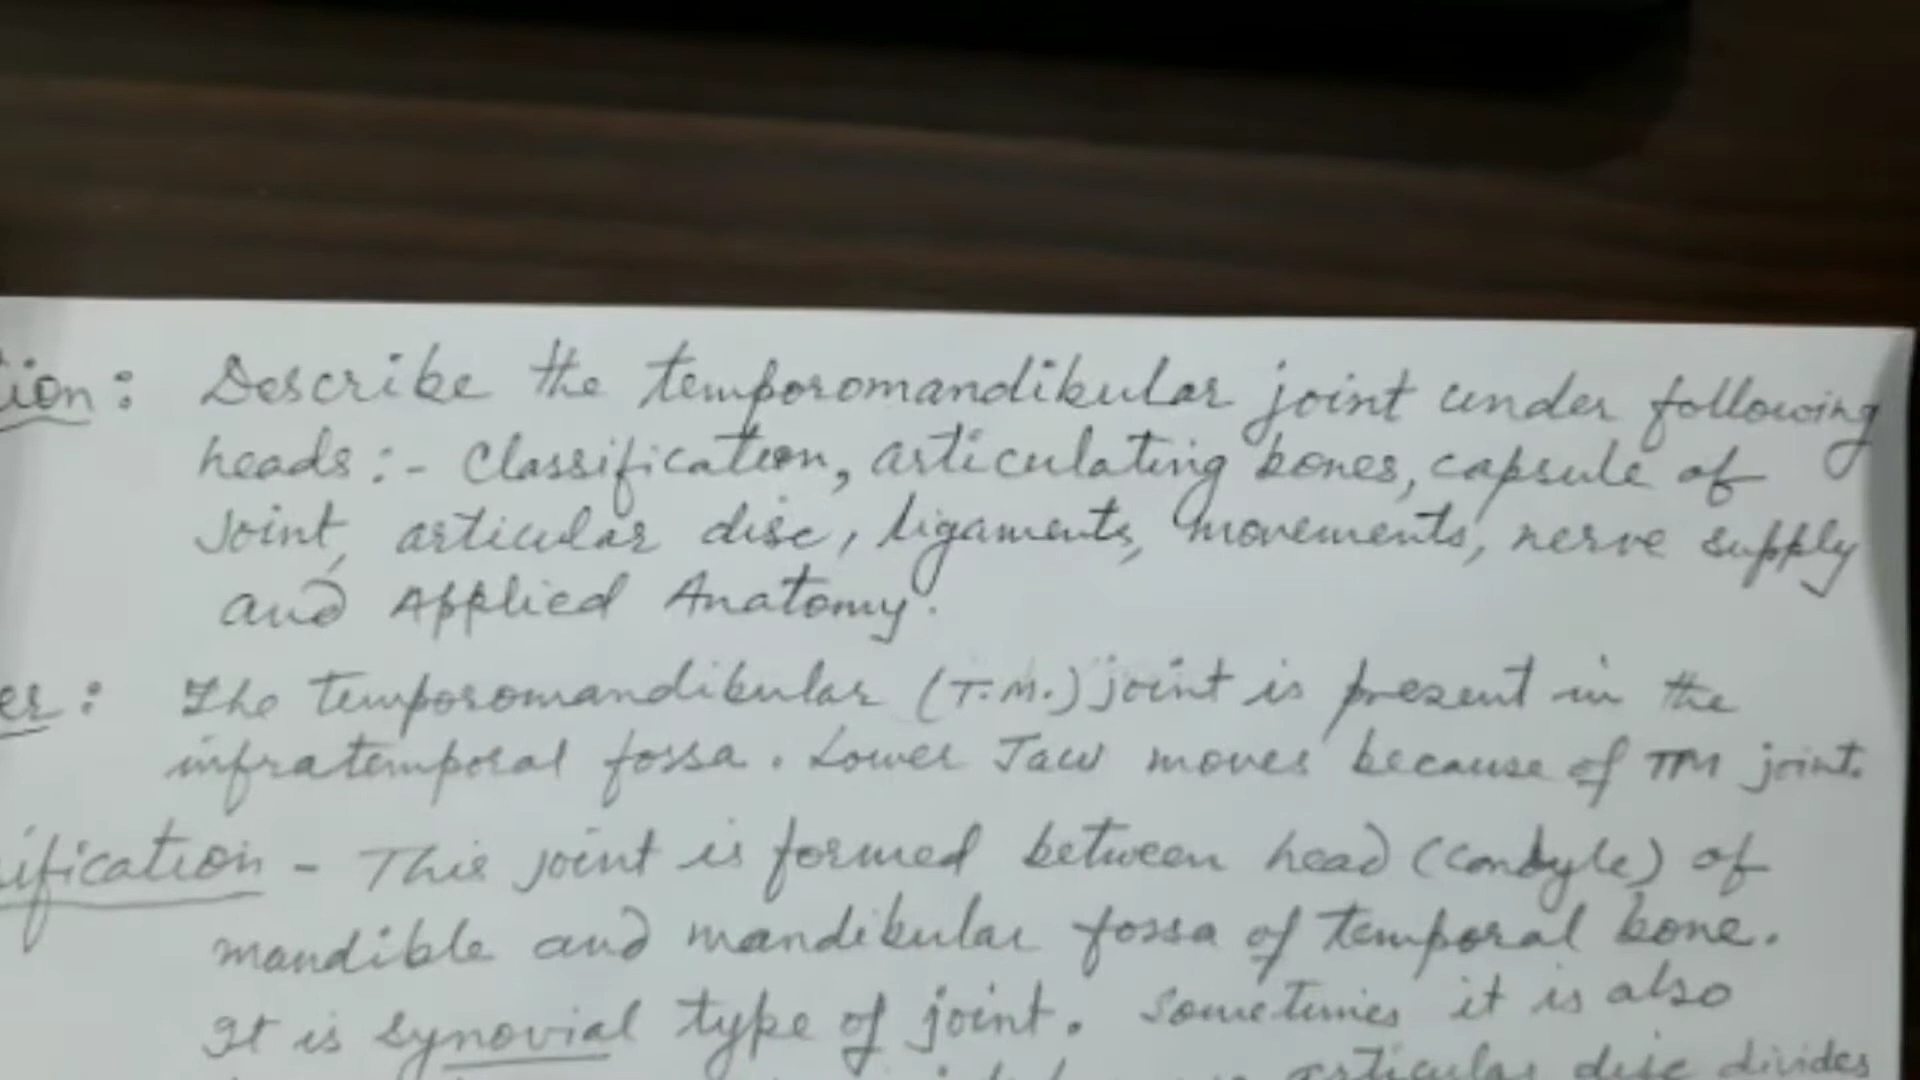 ion: Describe the temporomandibular joint under following
heads:- Classification, articulating bones, capsule of
Joint, articular disc, ligaments, movements, nerve supply
and Applied Anatomy.
er: The temporomandibular (T.M.) joint is present in the
infratemporal fossa. Lower Jaw moves because of TM joint.
ification - This joint is formed between head (condyle) of
mandible and mandibular fossa of temporal bone.
It is synovial type of joint. Sometimes it is also
articular disc divides